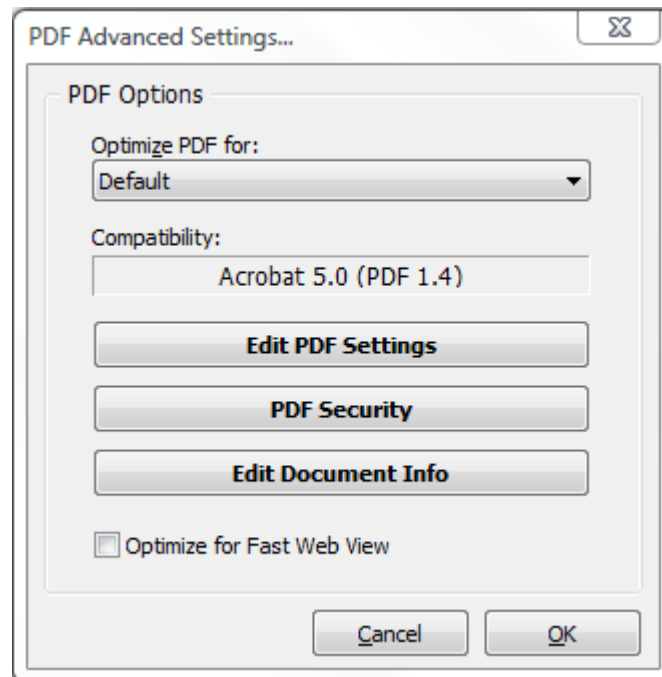 PDF Advanced Settings...
PDF Options
Optimize PDF for:
Default
Compatibility:
Acrobat 5.0 (PDF 1.4)
Edit PDF Settings
PDF Security
Edit Document Info
Optimize for Fast Web View
Cancel OK